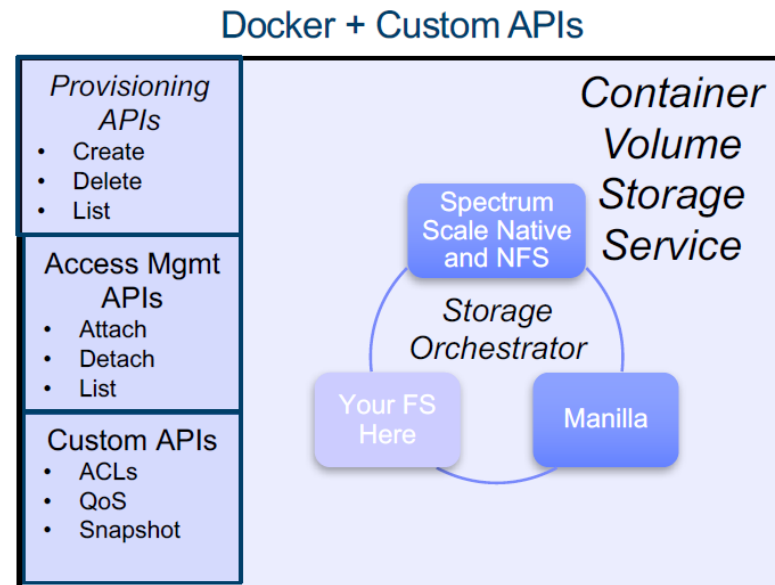 Docker + Custom APIs
Provisioning
APIs
• Create
• Delete
• List
Access Mgmt
APIs
• Attach
• Detach
• List
Custom APIs
• ACLs
• QoS
• Snapshot
Container
Volume
Storage
Service
Spectrum
Scale Native
and NFS
Storage
Orchestrator
Your FS
Here
Manilla